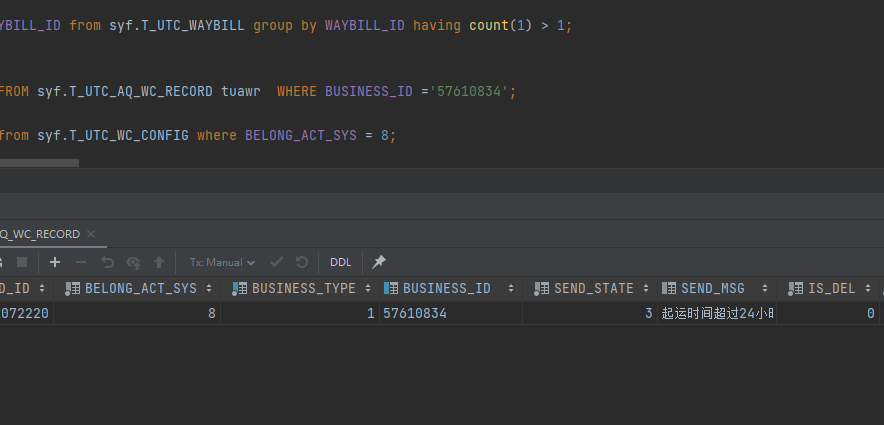 YBILL_ID from syf.T_UTC_WAYBILL group by WAYBILL_ID having count(1) > 1;
FROM syf.T_UTC_AQ_WC_RECORD tuawr  WHERE BUSINESS_ID ='57610834';
from syf.T_UTC_WC_CONFIG where BELONG_ACT_SYS = 8;
Q_WC_RECORD
Tx: Manual DDL
D_ID BELONG_ACT_SYS BUSINESS_TYPE BUSINESS_ID SEND_STATE SEND_MSG IS_DEL
072220 8 1 57610834 3 起运时间超过24小时 0